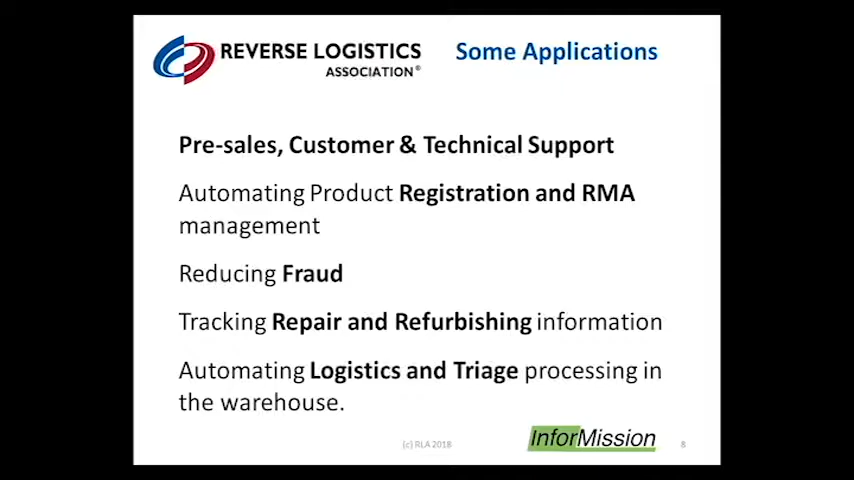 REVERSE LOGISTICS
ASSOCIATION®
Some Applications
Pre-sales, Customer & Technical Support
Automating Product Registration and RMA
management
Reducing Fraud
Tracking Repair and Refurbishing information
Automating Logistics and Triage processing in
the warehouse.
(c) RLA 2018
InforMission
8